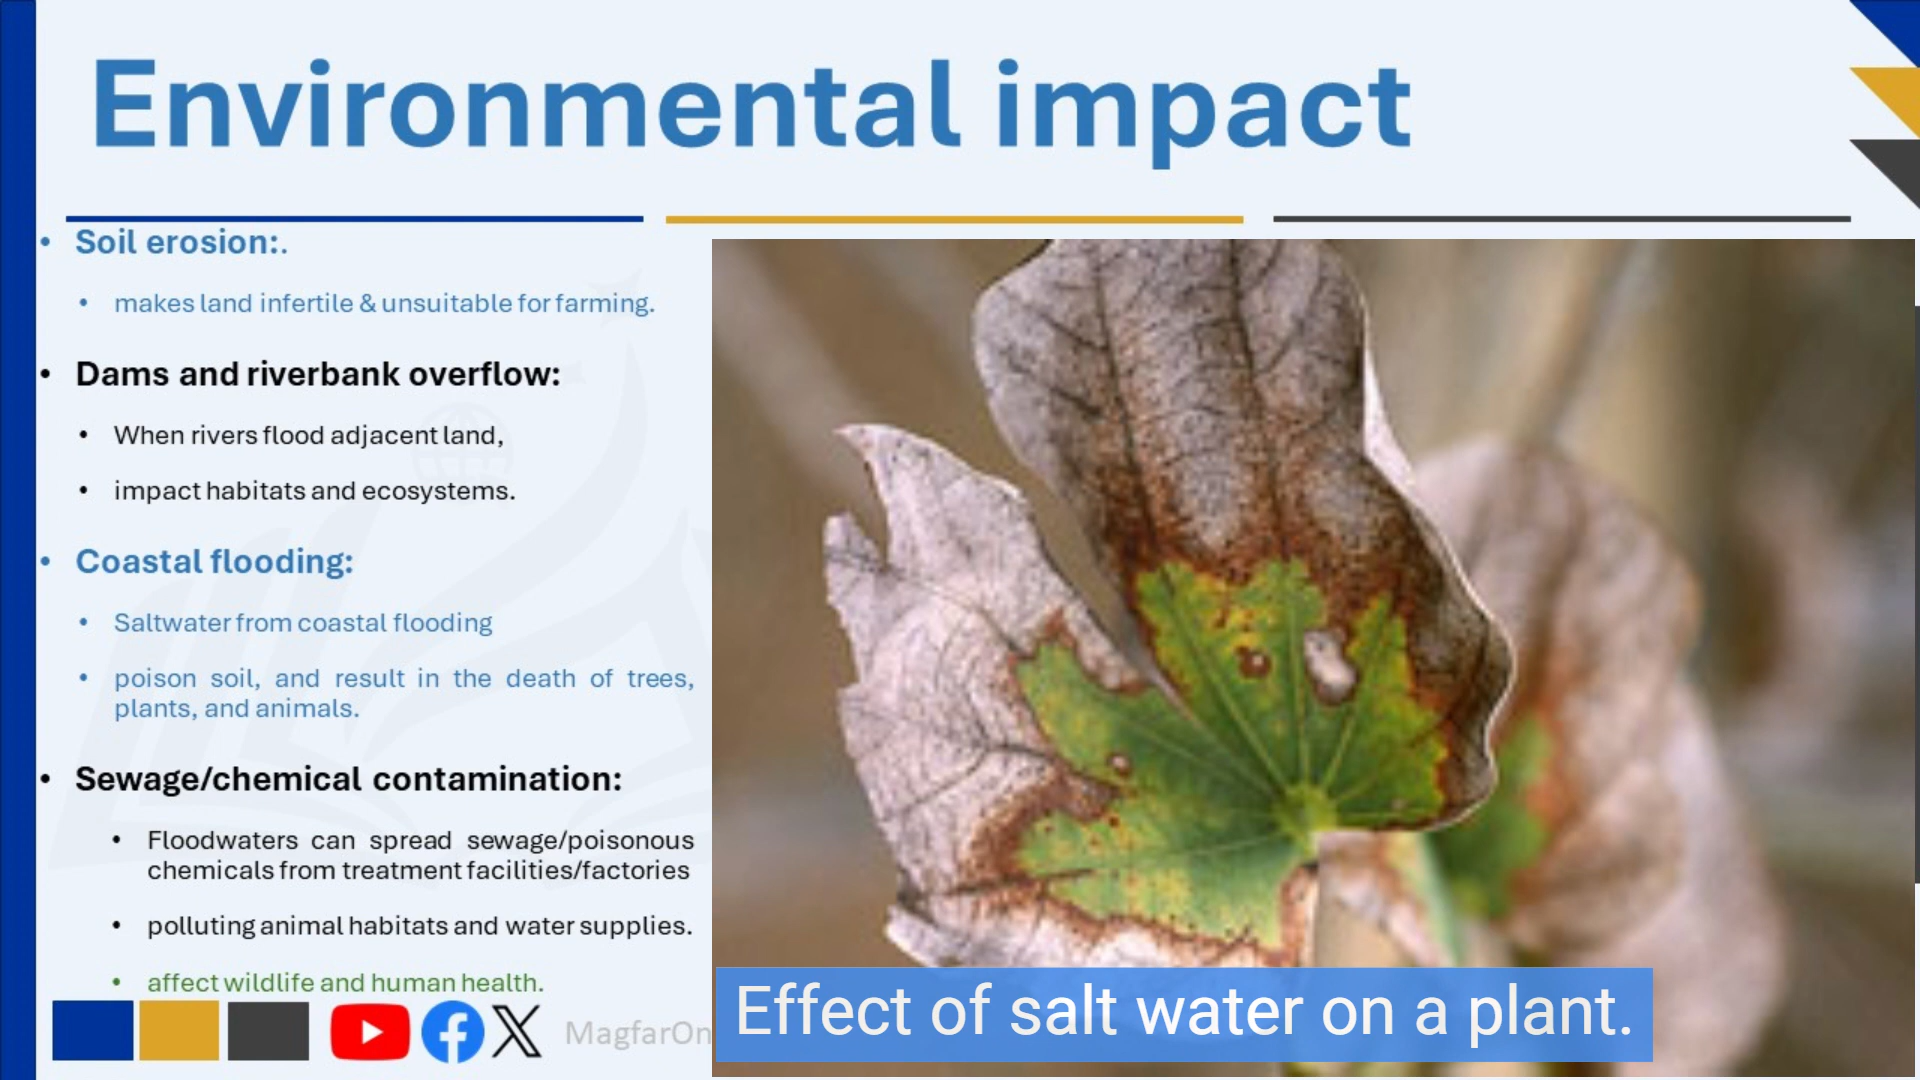 Environmental impact
• Soil erosion:.
• makes land infertile & unsuitable for farming.
• Dams and riverbank overflow:
• When rivers flood adjacent land,
• impact habitats and ecosystems.
• Coastal flooding:
• Saltwater from coastal flooding
• poison soil, and result in the death of trees,
plants, and animals.
• Sewage/chemical contamination:
• Floodwaters can spread sewage/poisonous
chemicals from treatment facilities/factories
• polluting animal habitats and water supplies.
• affect wildlife and human health.
MagfarOn
Effect of salt water on a plant.